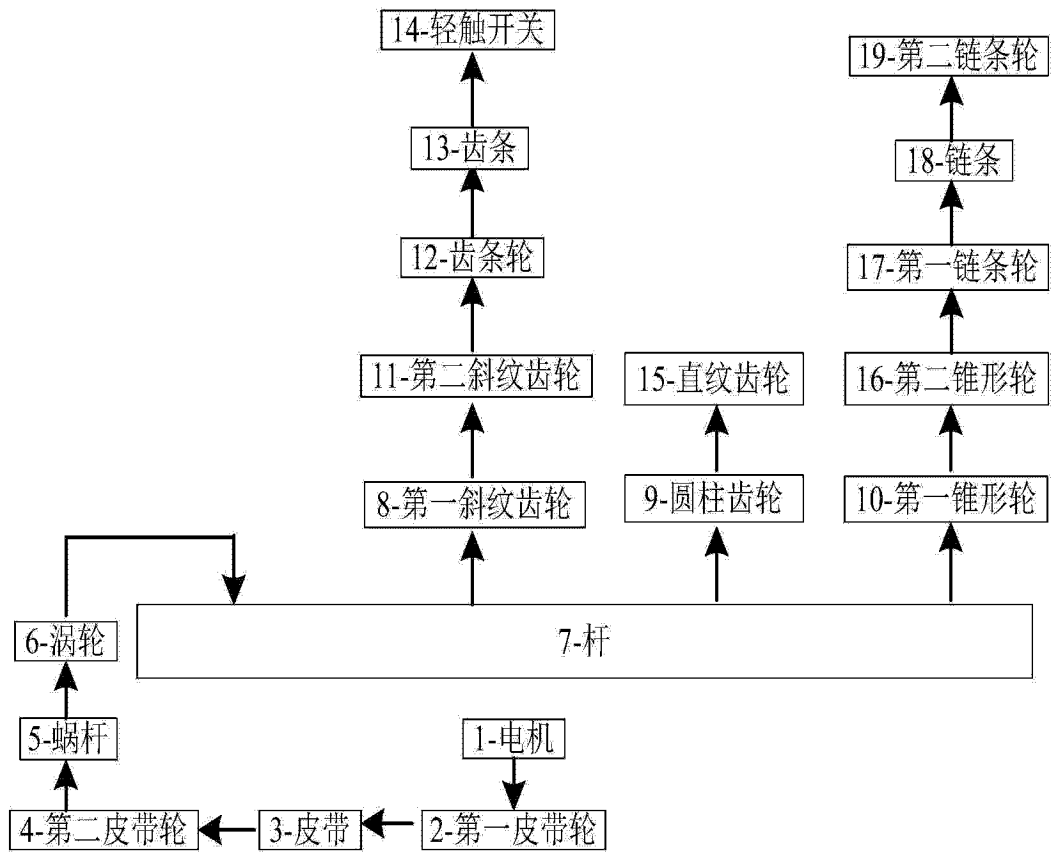 14-轻触开关
19-第二链条轮
13-齿条
18-链条
12-齿条轮
17-第一链条轮
11-第二斜纹齿轮
15-直纹齿轮
16-第二锥形轮
8-第一斜纹齿轮
9-圆柱齿轮
10-第一锥形轮
6-涡轮
7-杆
5-蜗杆
1-电机
4-第二皮带轮
3-皮带
2-第一皮带轮